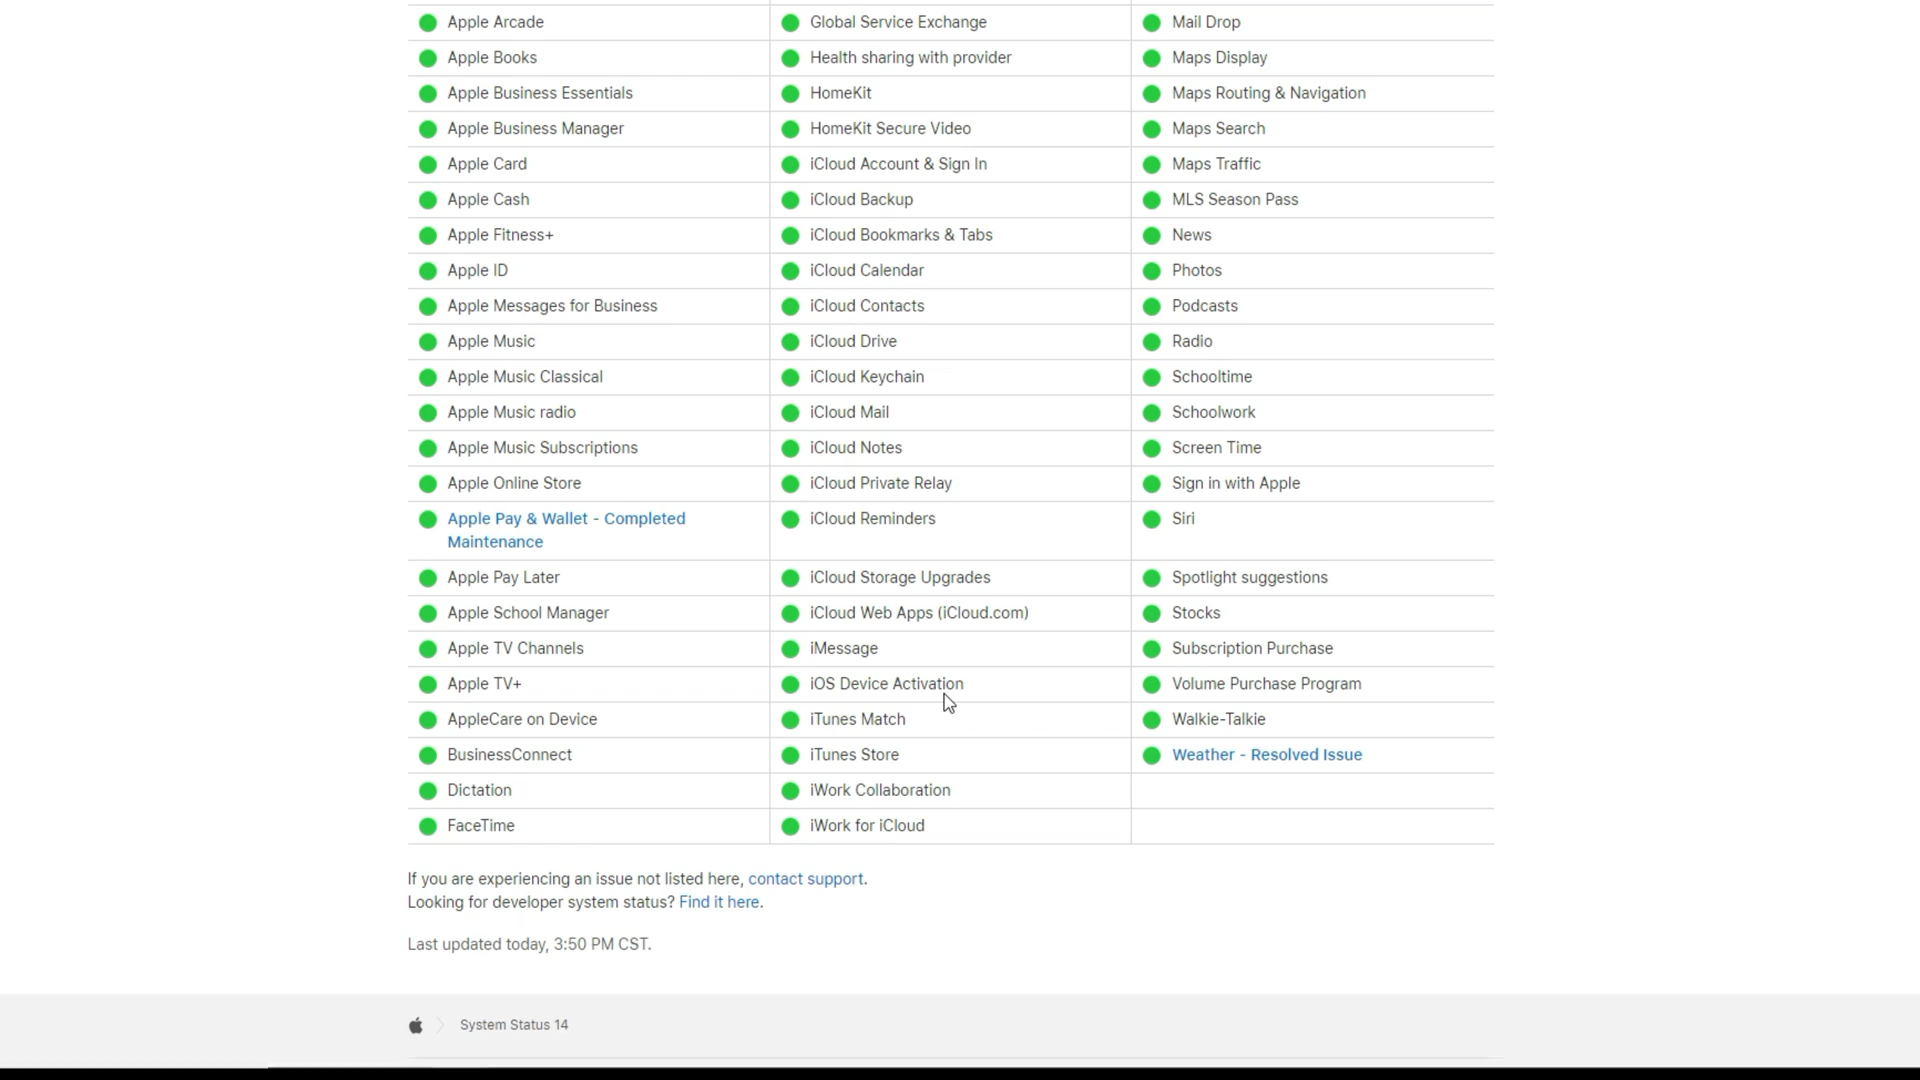 Apple Arcade
Global Service Exchange
Mail Drop
Apple Books
Health sharing with provider
Maps Display
Apple Business Essentials
HomeKit
Maps Routing & Navigation
Apple Business Manager
HomeKit Secure Video
Maps Search
Apple Card
iCloud Account & Sign In
Maps Traffic
Apple Cash
iCloud Backup
MLS Season Pass
Apple Fitness+
iCloud Bookmarks & Tabs
News
Apple ID
iCloud Calendar
Photos
Apple Messages for Business
iCloud Contacts
Podcasts
Apple Music
iCloud Drive
Radio
Apple Music Classical
iCloud Keychain
Schooltime
Apple Music radio
iCloud Mail
Schoolwork
Apple Music Subscriptions
iCloud Notes
Screen Time
Apple Online Store
iCloud Private Relay
Sign in with Apple
Apple Pay & Wallet - Completed
Maintenance
iCloud Reminders
Siri
Apple Pay Later
iCloud Storage Upgrades
Spotlight suggestions
Apple School Manager
iCloud Web Apps (iCloud.com)
Stocks
Apple TV Channels
iMessage
Subscription Purchase
Apple TV+
iOS Device Activation
Volume Purchase Program
AppleCare on Device
iTunes Match
Walkie-Talkie
BusinessConnect
iTunes Store
Weather - Resolved Issue
Dictation
iWork Collaboration
FaceTime
iWork for iCloud
If you are experiencing an issue not listed here, contact support.
Looking for developer system status? Find it here.
Last updated today, 3:50 PM CST.
System Status 14